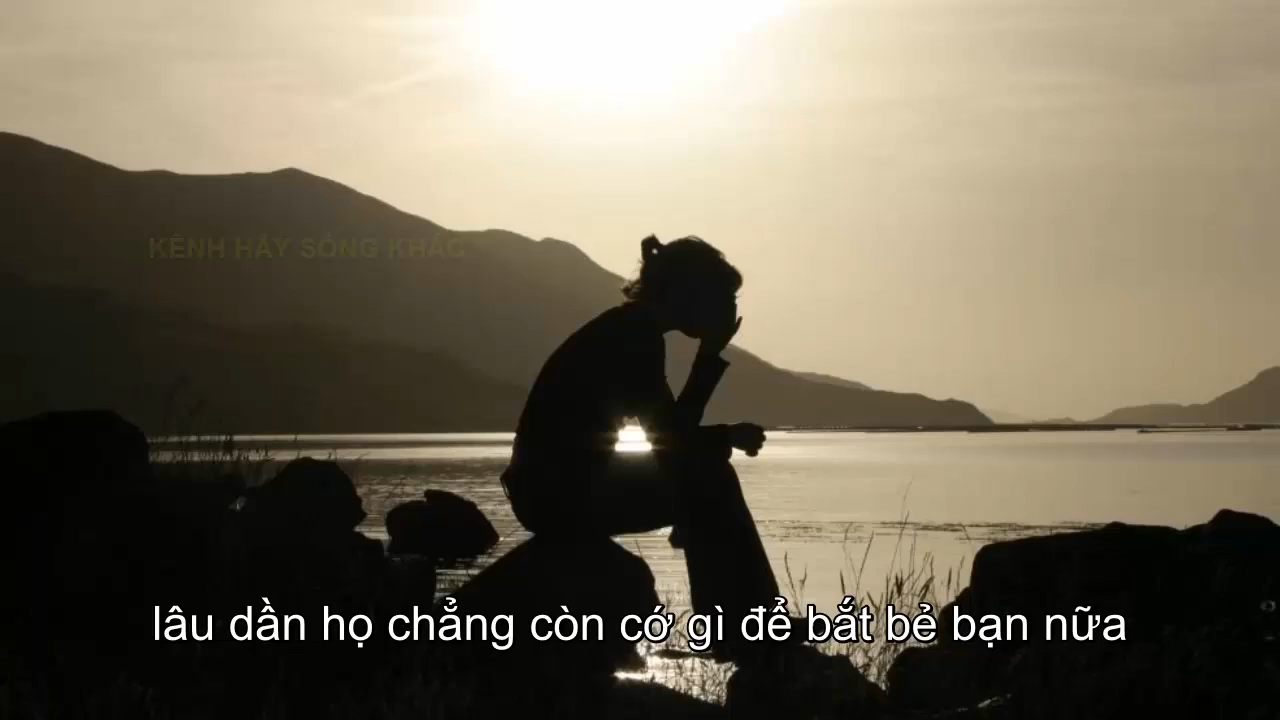 KÊNH HÃY SỐNG KHÁC
lâu dần họ chẳng còn cớ gì để bắt bẻ bạn nữa